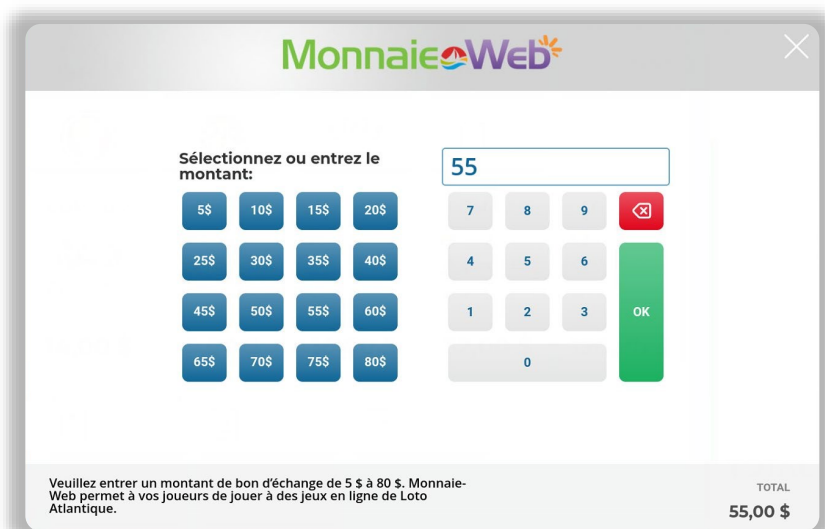 Monnaie Web
Sélectionnez ou entrez le
montant:
55
5$ 10$ 15$ 20$
7 8 9
25$ 30$ 35$ 40$
4 5 6
45$ 50$ 55$ 60$
1 2 3 OK
65$ 70$ 75$ 80$
0
Veuillez entrer un montant de bon d’échange de 5 $ à 80 $. Monnaie-
Web permet à vos joueurs de jouer à des jeux en ligne de Loto
Atlantique.
TOTAL
55,00 $